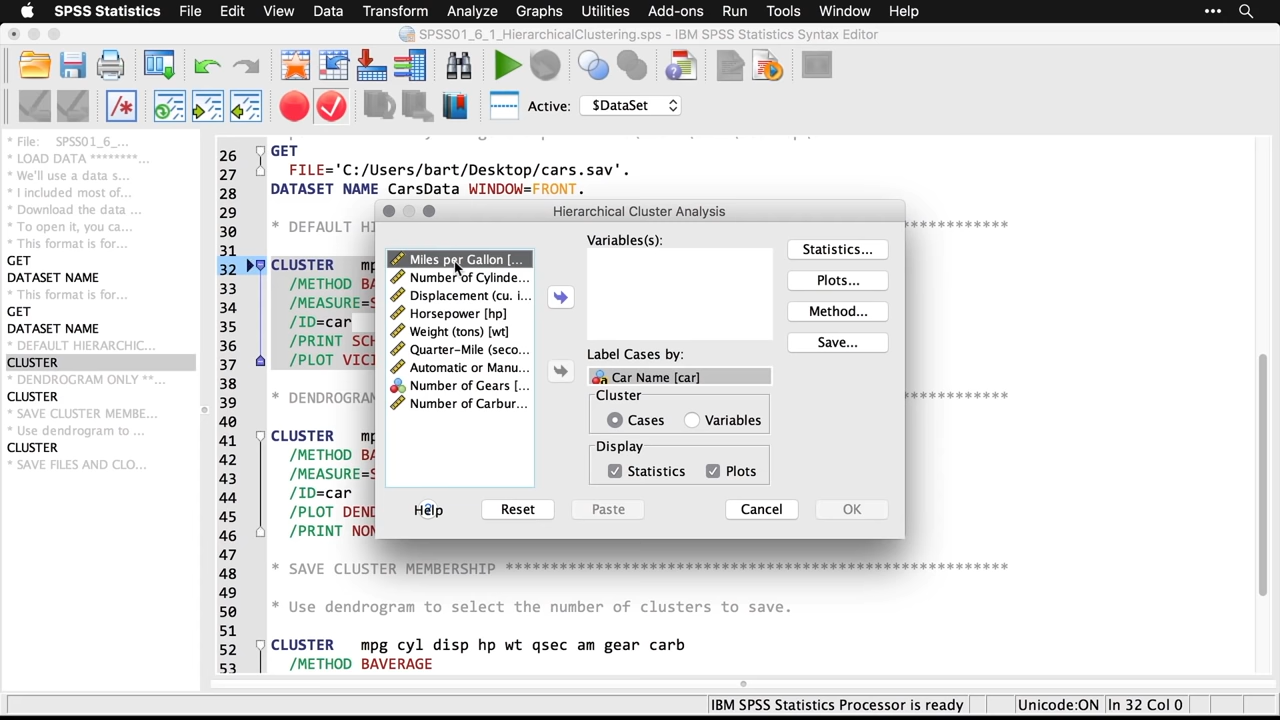 SPSS Statistics File Edit View Data Transform Analyze Graphs Utilities Add-ons Run Tools Window Help
SPSS01_6_1_HierarchicalClustering.sps - IBM SPSS Statistics Syntax Editor
Active: $DataSet
* File: SPSS01_6_...
* LOAD DATA ********...
* We'll use a data s...
* I included most of...
* Download the data ...
* To open it, you ca...
* This format is for...
GET
DATASET NAME
* This format is for...
GET
DATASET NAME
* DEFAULT HIERARCHIC...
CLUSTER
* DENDROGRAM ONLY **...
CLUSTER
* SAVE CLUSTER MEMBE...
* Use dendrogram to ...
CLUSTER
* SAVE FILES AND CLO...
26 GET
27 FILE='C:/Users/bart/Desktop/cars.sav'.
28 DATASET NAME CarsData WINDOW=FRONT.
29
30 * DEFAULT HI ***********
31
32 CLUSTER mp
33 /METHOD BA
34 /MEASURE=S
35 /ID=car
36 /PRINT SCH
37 /PLOT VICI
38
39 * DENDROGRAM ***********
40
41 CLUSTER mp
42 /METHOD BA
43 /MEASURE=S
44 /ID=car
45 /PLOT DEND
46 /PRINT NON
47
48 * SAVE CLUSTER MEMBERSHIP ********************************************************
49
50 * Use dendrogram to select the number of clusters to save.
51
52 CLUSTER mpg cyl disp hp wt qsec am gear carb
53 /METHOD BAVERAGE
Hierarchical Cluster Analysis
Miles per Gallon [...
Number of Cylinde...
Displacement (cu. i...
Horsepower [hp]
Weight (tons) [wt]
Quarter-Mile (seco...
Automatic or Manu...
Number of Gears [...
Number of Carbur...
Variables(s):
Label Cases by:
Car Name [car]
Cluster
Cases Variables
Display
Statistics Plots
Statistics...
Plots...
Method...
Save...
Help Reset Paste Cancel OK
IBM SPSS Statistics Processor is ready Unicode:ON In 32 Col 0